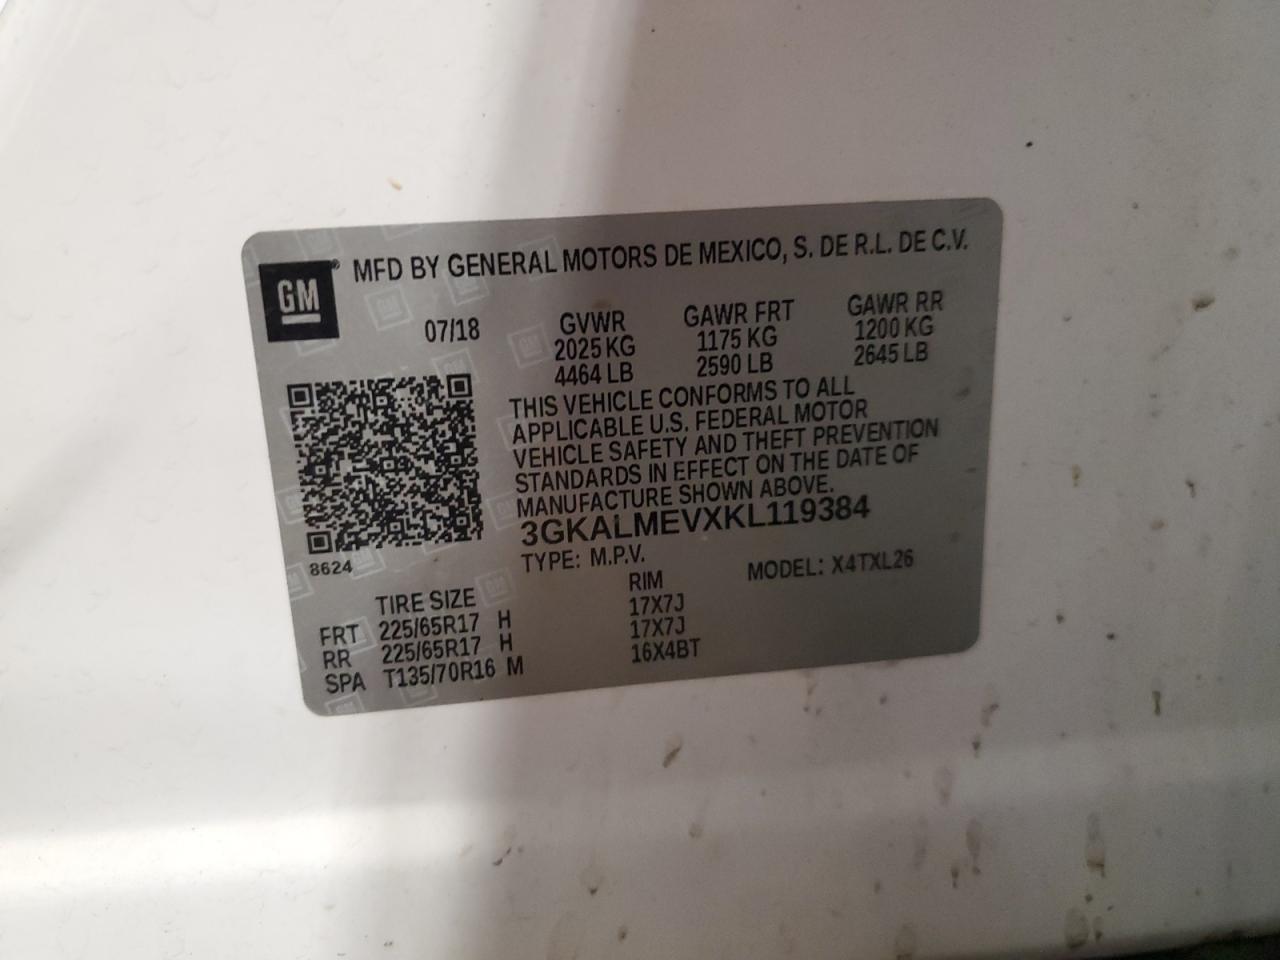 GM® MFD BY GENERAL MOTORS DE MEXICO, S. DE R.L. DE C.V.
07/18 GVWR GAWR FRT GAWR RR
2025 KG 1175 KG 1200 KG
4464 LB 2590 LB 2645 LB
THIS VEHICLE CONFORMS TO ALL
APPLICABLE U.S. FEDERAL MOTOR
VEHICLE SAFETY AND THEFT PREVENTION
STANDARDS IN EFFECT ON THE DATE OF
MANUFACTURE SHOWN ABOVE.
3GKALMEVXKL119384
8624
TYPE: M.P.V. MODEL: X4TXL26
TIRE SIZE RIM
FRT 225/65R17 H 17X7J
RR 225/65R17 H 17X7J
SPA T135/70R16 M 16X4BT